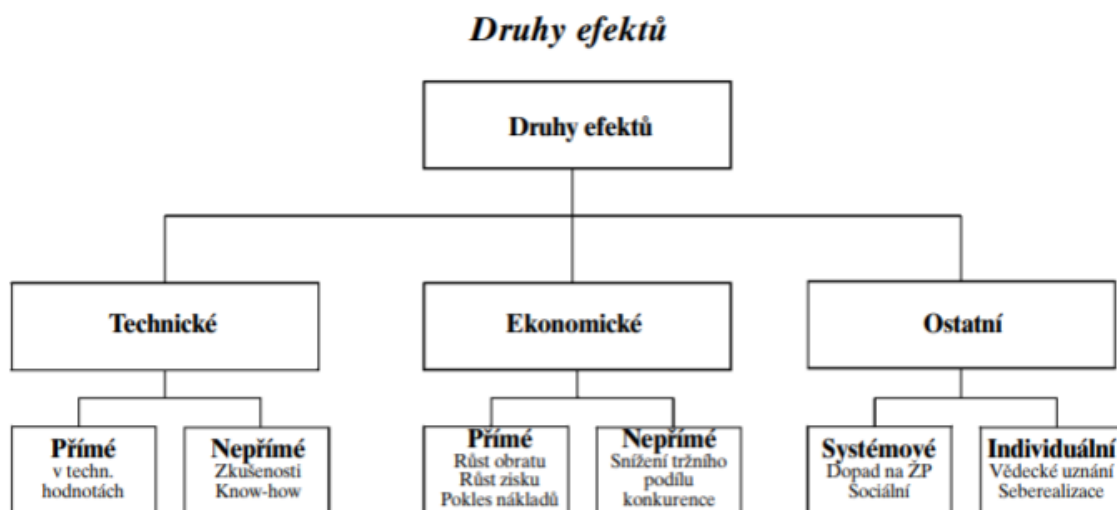 Druhy efektů
Druhy efektů
Technické
Ekonomické
Ostatní
Přímé
v techn.
hodnotách
Nepřímé
Zkušenosti
Know-how
Přímé
Růst obratu
Růst zisku
Pokles nákladů
Nepřímé
Snížení tržního
podílu
konkurence
Systémové
Dopad na ŽP
Sociální
Individuální
Vědecké uznání
Seberealizace